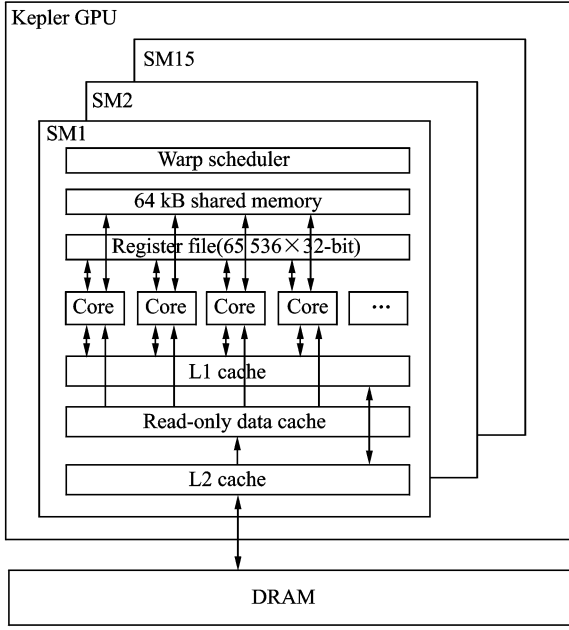 Kepler GPU
SM15
SM2
SM1
Warp scheduler
64 kB shared memory
Register file(65 536×32-bit)
Core Core Core Core ···
L1 cache
Read-only data cache
L2 cache
DRAM